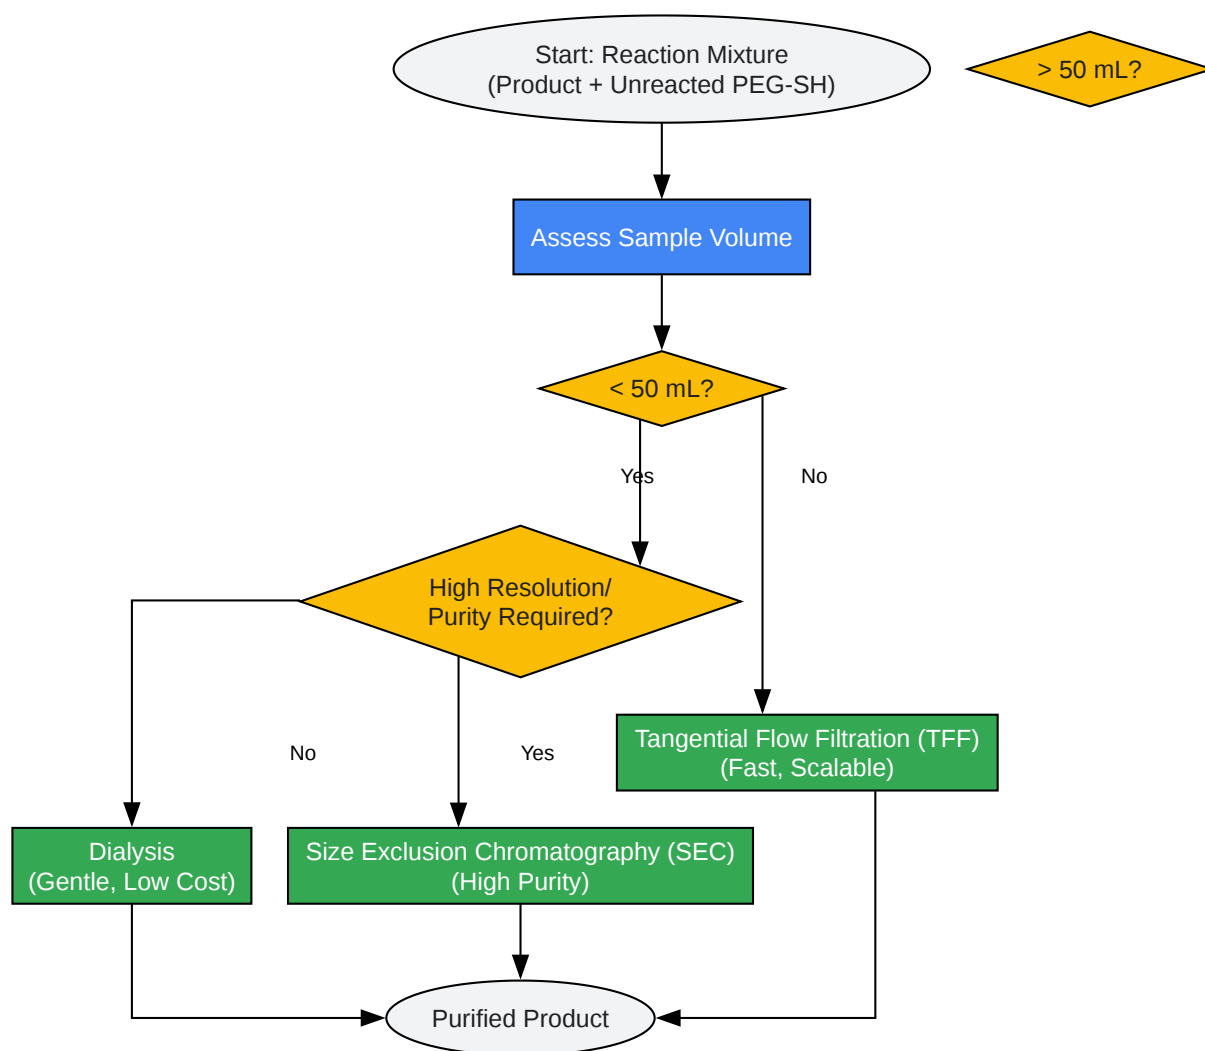 Start: Reaction Mixture
(Product + Unreacted PEG-SH)
> 50 mL?
Assess Sample Volume
< 50 mL?
Yes
No
High Resolution/
Purity Required?
No
Yes
Tangential Flow Filtration (TFF)
(Fast, Scalable)
Dialysis
(Gentle, Low Cost)
Size Exclusion Chromatography (SEC)
(High Purity)
Purified Product